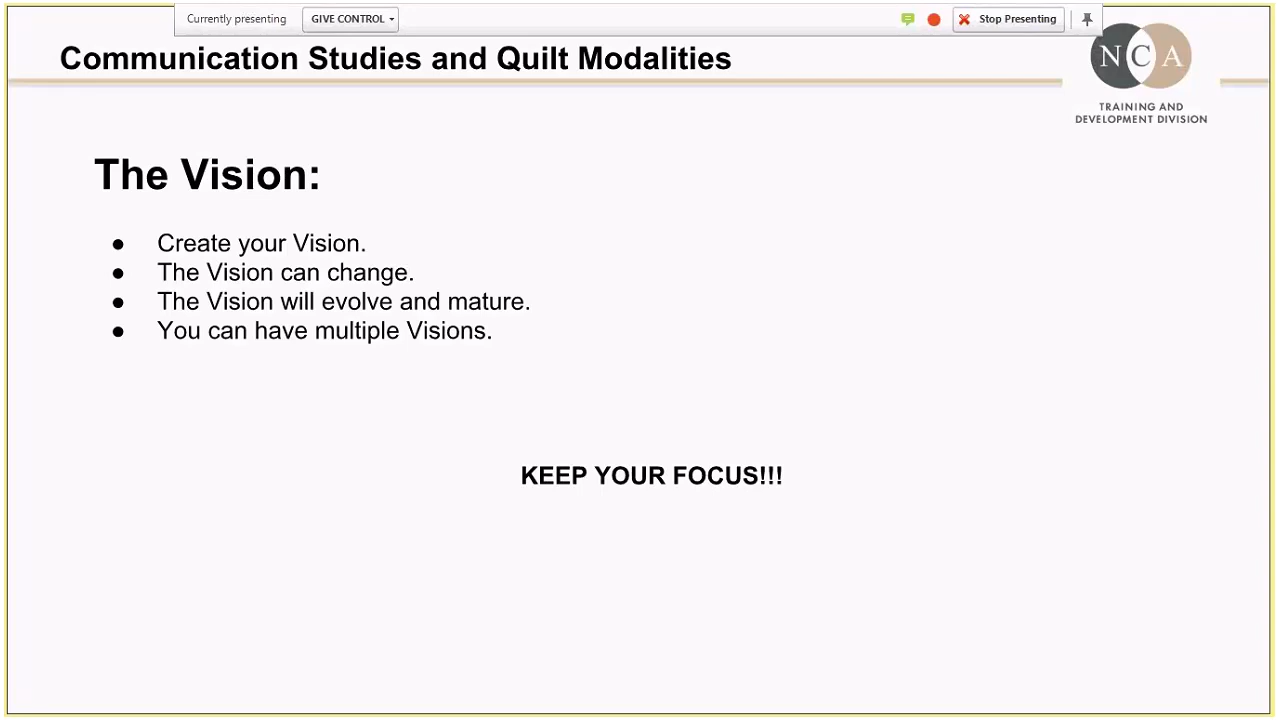 Currently presenting GIVE CONTROL Stop Presenting
Communication Studies and Quilt Modalities
NCA
TRAINING AND
DEVELOPMENT DIVISION
The Vision:
● Create your Vision.
● The Vision can change.
● The Vision will evolve and mature.
● You can have multiple Visions.
KEEP YOUR FOCUS!!!